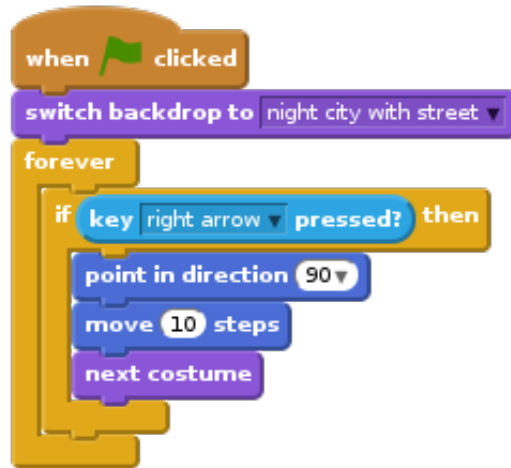 when clicked
switch backdrop to night city with street
forever
if key right arrow pressed? then
point in direction 90
move 10 steps
next costume